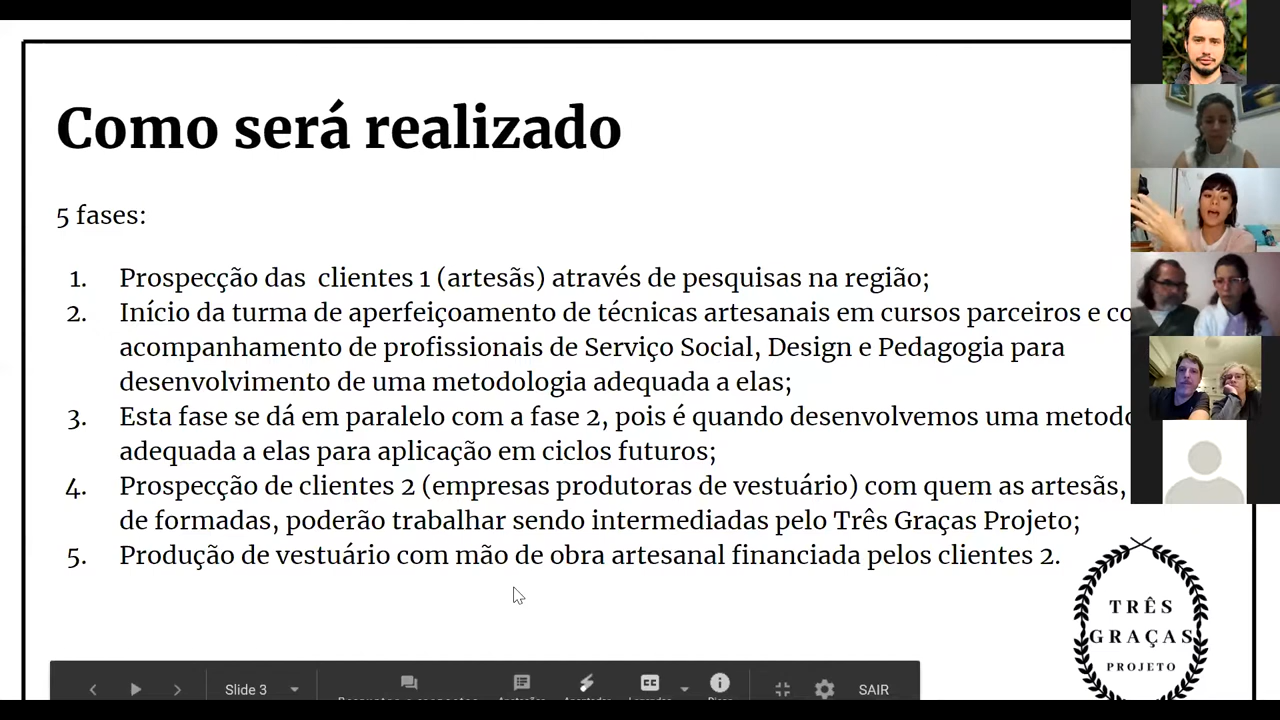 Como será realizado
5 fases:
1. Prospecção das clientes 1 (artesãs) através de pesquisas na região;
2. Início da turma de aperfeiçoamento de técnicas artesanais em cursos parceiros e
acompanhamento de profissionais de Serviço Social, Design e Pedagogia para
desenvolvimento de uma metodologia adequada a elas;
3. Esta fase se dá em paralelo com a fase 2, pois é quando desenvolvemos uma
adequada a elas para aplicação em ciclos futuros;
4. Prospecção de clientes 2 (empresas produtoras de vestuário) com quem as artesãs,
de formadas, poderão trabalhar sendo intermediadas pelo Três Graças Projeto;
5. Produção de vestuário com mão de obra artesanal financiada pelos clientes 2.
TRÊS
GRAÇAS
PROJETO
Slide 3
CC
SAIR